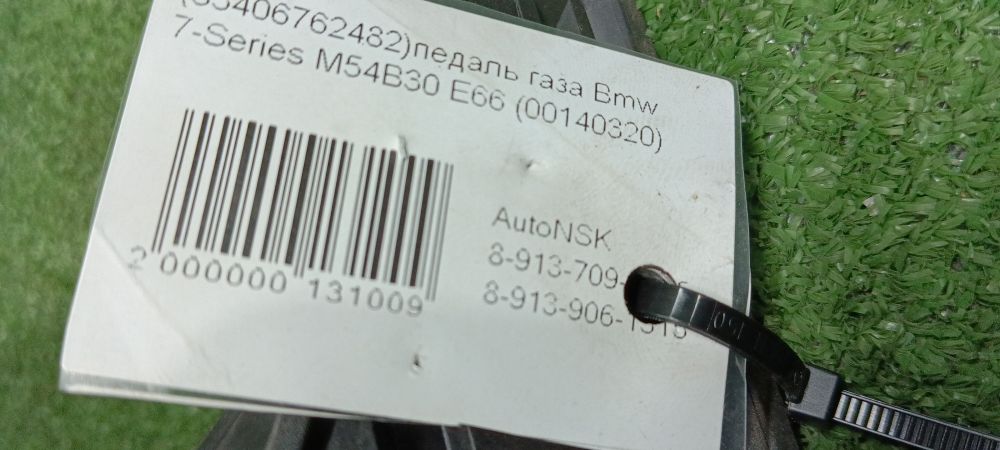 (35406762482)педаль газа Bmw
7-Series M54B30 E66 (00140320)
2 000000 131009
AutoNSK
8-913-709-
8-913-906-1315